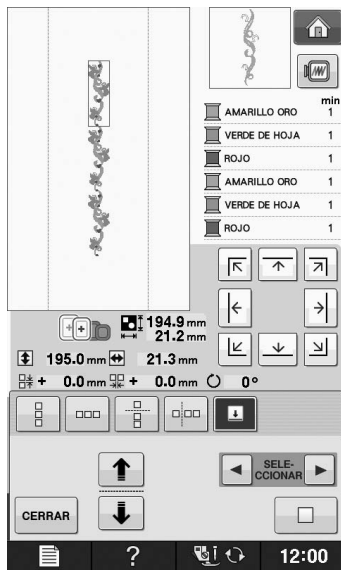 min
AMARILLO ORO 1
VERDE DE HOJA 1
ROJO 1
AMARILLO ORO 1
VERDE DE HOJA 1
ROJO 1
194.9 mm
21.2 mm
195.0 mm 21.3 mm
+ 0.0 mm + 0.0 mm 0°
SELE-
CCIONAR
CERRAR
? 12:00